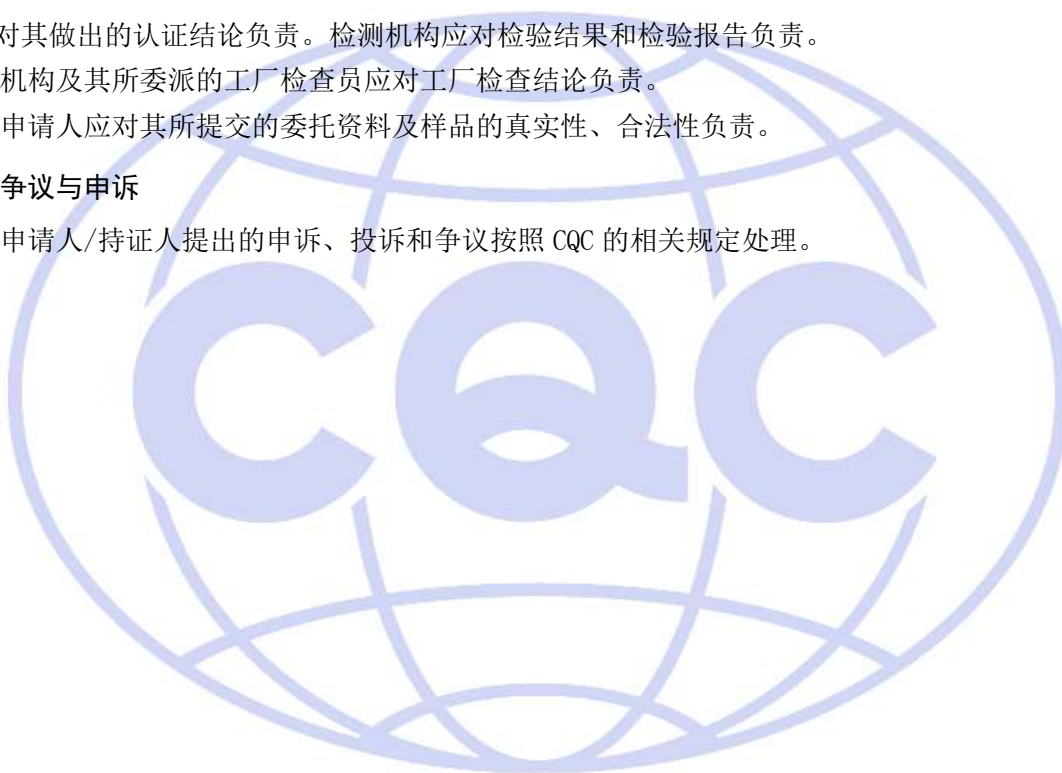 对其做出的认证结论负责。检测机构应对检验结果和检验报告负责。
机构及其所委派的工厂检查员应对工厂检查结论负责。
申请人应对其所提交的委托资料及样品的真实性、合法性负责。
争议与申诉
申请人/持证人提出的申诉、投诉和争议按照 CQC 的相关规定处理。
CQC